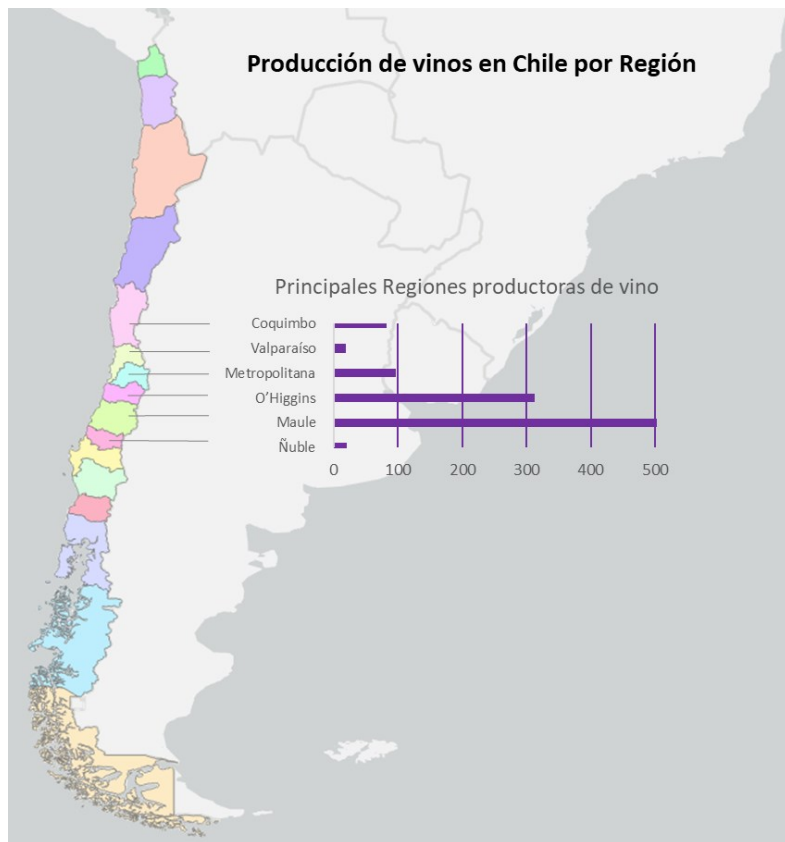 Producción de vinos en Chile por Región
Principales Regiones productoras de vino
Coquimbo
Valparaíso
Metropolitana
O’Higgins
Maule
Ñuble
0 100 200 300 400 500